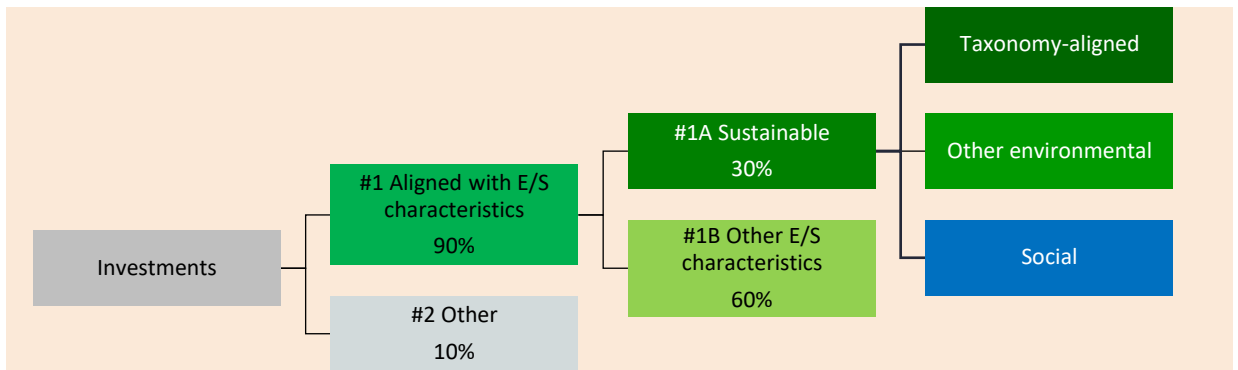 Investments
#1 Aligned with E/S
characteristics
90%
#2 Other
10%
#1A Sustainable
30%
#1B Other E/S
characteristics
60%
Taxonomy-aligned
Other environmental
Social